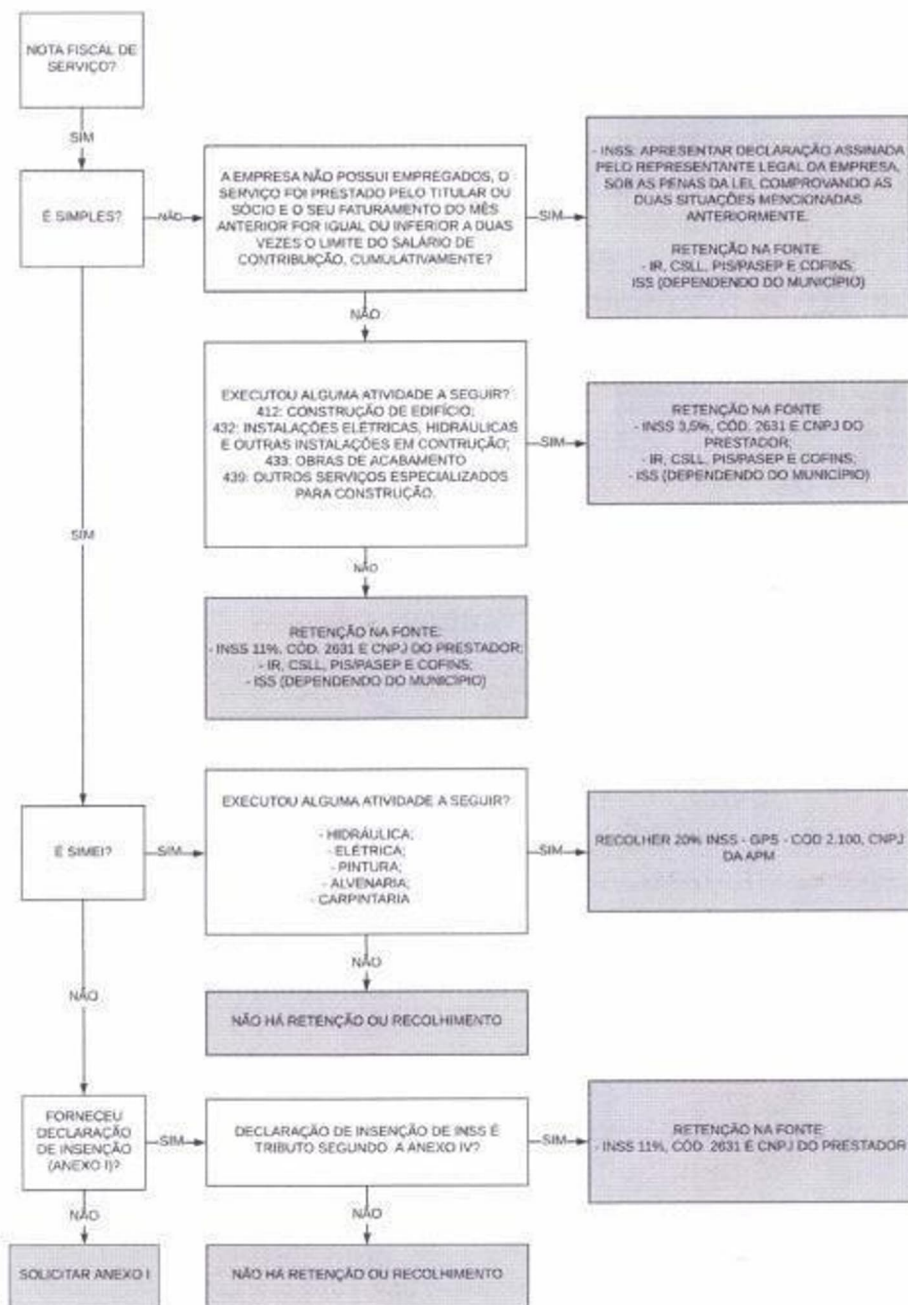 NOTA FISCAL DE
SERVIÇO?
SIM
É SIMPLES?
NÃO
A EMPRESA NÃO POSSUI EMPREGADOS, O
SERVIÇO FOI PRESTADO PELO TITULAR OU
SÓCIO E O SEU FATURAMENTO DO MÊS
ANTERIOR FOR IGUAL OU INFERIOR A DUAS
VEZES O LIMITE DO SALÁRIO DE
CONTRIBUIÇÃO, CUMULATIVAMENTE?
SIM
- INSS: APRESENTAR DECLARAÇÃO ASSINADA
PELO REPRESENTANTE LEGAL DA EMPRESA,
SOB AS PENAS DA LEI, COMPROVANDO AS
DUAS SITUAÇÕES MENCIONADAS
ANTERIORMENTE.
RETENÇÃO NA FONTE:
- IR, CSLL, PIS/PASEP E COFINS;
ISS (DEPENDENDO DO MUNICÍPIO)
NÃO
EXECUTOU ALGUMA ATIVIDADE A SEGUIR?
412: CONSTRUÇÃO DE EDIFÍCIO;
432: INSTALAÇÕES ELÉTRICAS, HIDRÁULICAS
E OUTRAS INSTALAÇÕES EM CONTRUÇÃO;
433: OBRAS DE ACABAMENTO
439: OUTROS SERVIÇOS ESPECIALIZADOS
PARA CONSTRUÇÃO.
SIM
RETENÇÃO NA FONTE
- INSS 3,5%, CÓD. 2631 E CNPJ DO
PRESTADOR;
- IR, CSLL, PIS/PASEP E COFINS;
- ISS (DEPENDENDO DO MUNICÍPIO)
SIM
NÃO
RETENÇÃO NA FONTE:
- INSS 11%, CÓD. 2631 E CNPJ DO PRESTADOR;
- IR, CSLL, PIS/PASEP E COFINS;
- ISS (DEPENDENDO DO MUNICÍPIO)
É SIMEI?
SIM
EXECUTOU ALGUMA ATIVIDADE A SEGUIR?
- HIDRÁULICA;
- ELÉTRICA;
- PINTURA;
- ALVENARIA;
- CARPINTARIA
SIM
RECOLHER 20% INSS - GPS - COD 2.100, CNPJ
DA APM
NÃO
NÃO
NÃO HÁ RETENÇÃO OU RECOLHIMENTO
FORNECEU
DECLARAÇÃO
DE INSENÇÃO
(ANEXO I)?
SIM
DECLARAÇÃO DE INSENÇÃO DE INSS É
TRIBUTO SEGUNDO A ANEXO IV?
SIM
RETENÇÃO NA FONTE:
- INSS 11%, CÓD. 2631 E CNPJ DO PRESTADOR
NÃO
NÃO
SOLICITAR ANEXO I
NÃO HÁ RETENÇÃO OU RECOLHIMENTO